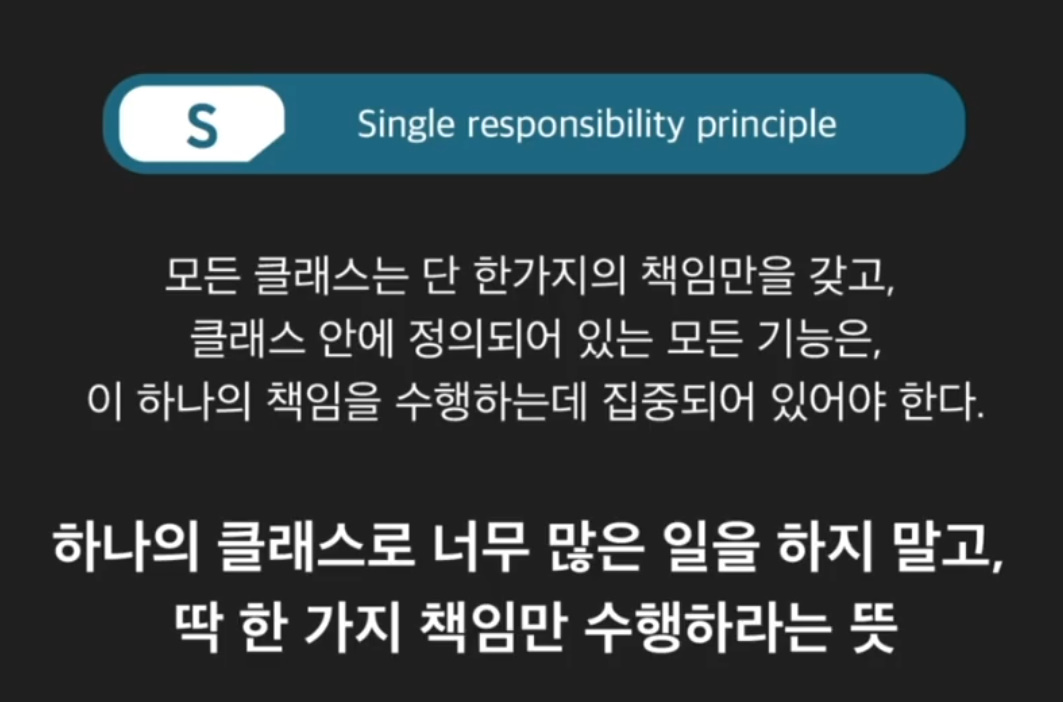 S
Single responsibility principle
모든 클래스는 단 한가지의 책임만을 갖고,
클래스 안에 정의되어 있는 모든 기능은,
이 하나의 책임을 수행하는데 집중되어 있어야 한다.
하나의 클래스로 너무 많은 일을 하지 말고,
딱 한 가지 책임만 수행하라는 뜻